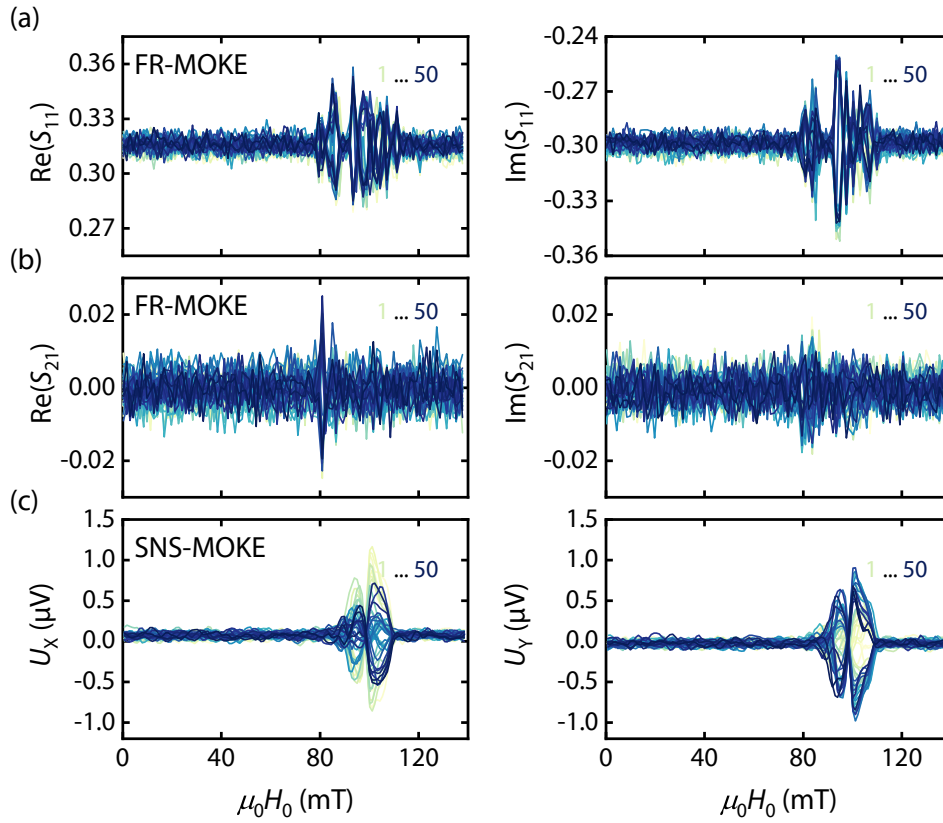 (a)
FR-MOKE
1 ... 50
Re(S₁₁)
0.36
0.33
0.30
0.27
1 ... 50
Im(S₁₁)
-0.24
-0.27
-0.30
-0.33
-0.36
(b)
FR-MOKE
1 ... 50
Re(S₂₁)
0.02
0.00
-0.02
1 ... 50
Im(S₂₁)
0.02
0.00
-0.02
(c)
SNS-MOKE
1 ... 50
U_X (µV)
1.5
1.0
0.5
0.0
-0.5
-1.0
0 40 80 120
µ₀H₀ (mT)
1 ... 50
U_Y (µV)
1.5
1.0
0.5
0.0
-0.5
-1.0
0 40 80 120
µ₀H₀ (mT)